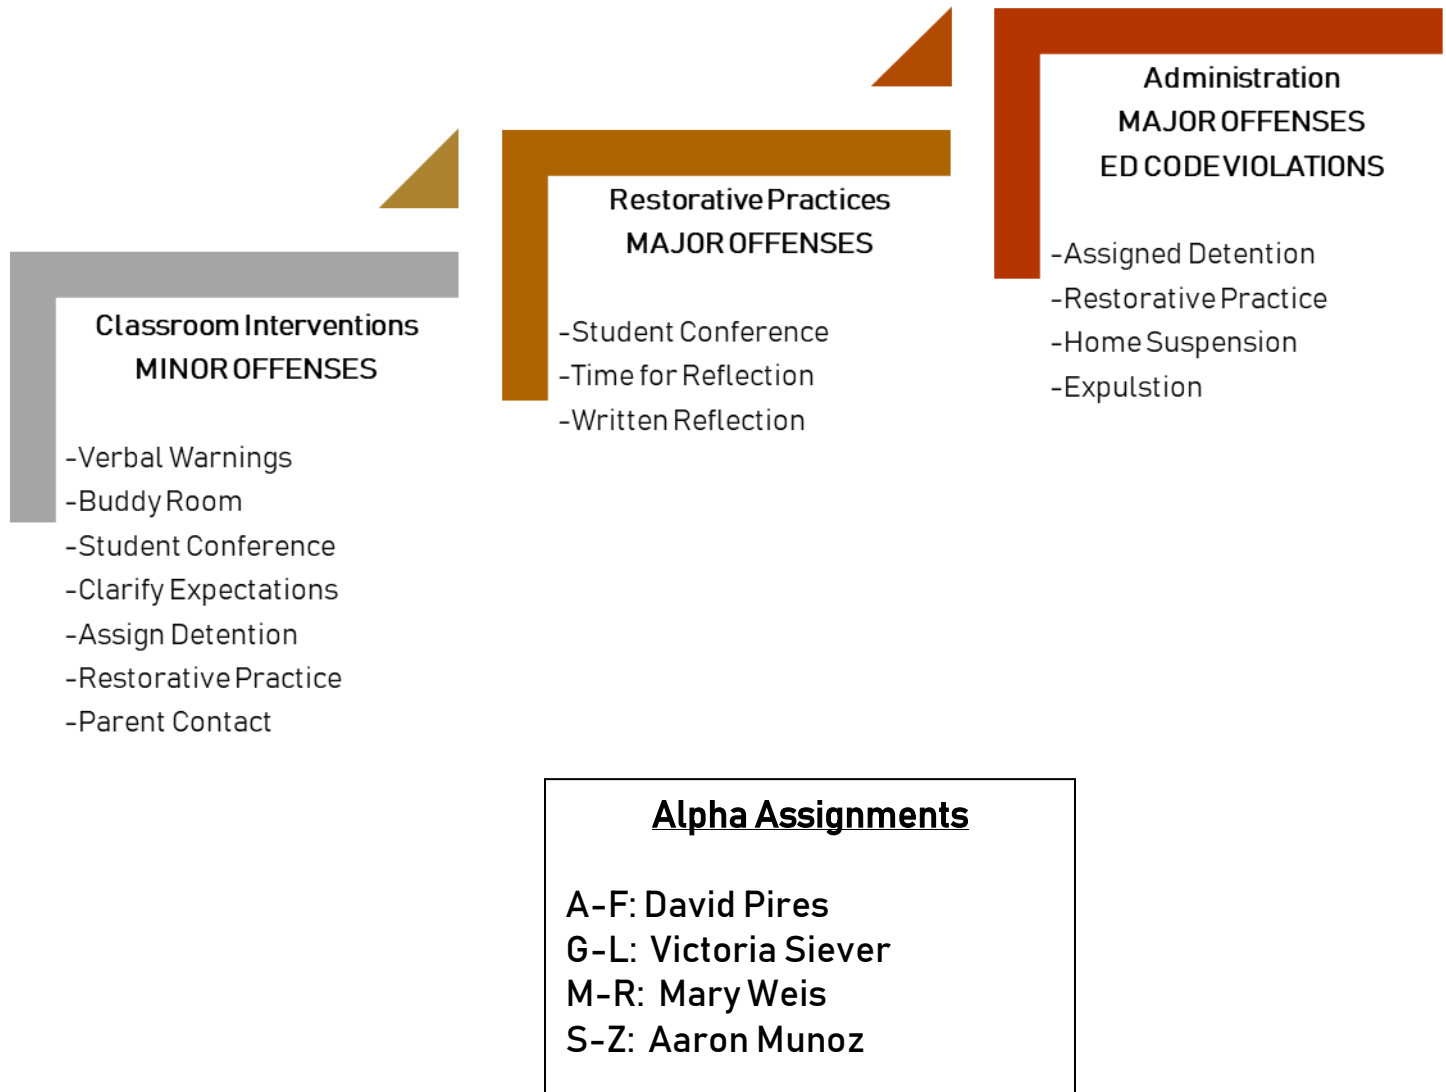 Classroom Interventions
MINOR OFFENSES
-Verbal Warnings
-Buddy Room
-Student Conference
-Clarify Expectations
-Assign Detention
-Restorative Practice
-Parent Contact
Restorative Practices
MAJOR OFFENSES
-Student Conference
-Time for Reflection
-Written Reflection
Administration
MAJOR OFFENSES
ED CODE VIOLATIONS
-Assigned Detention
-Restorative Practice
-Home Suspension
-Expulstion
Alpha Assignments
A-F: David Pires
G-L: Victoria Siever
M-R: Mary Weis
S-Z: Aaron Munoz